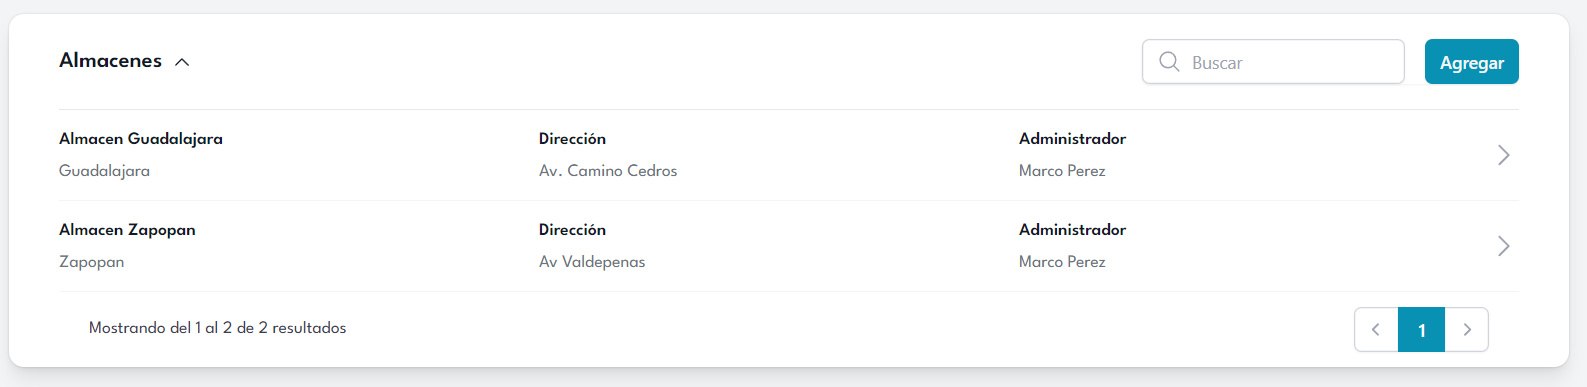 Almacenes
Buscar
Agregar
Almacen Guadalajara
Dirección
Administrador
Guadalajara
Av. Camino Cedros
Marco Perez
Almacen Zapopan
Dirección
Administrador
Zapopan
Av Valdepenas
Marco Perez
Mostrando del 1 al 2 de 2 resultados
1